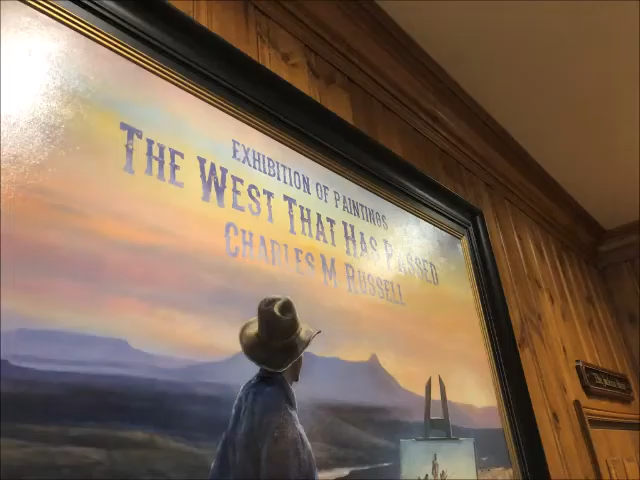 EXHIBITION OF PAINTINGS
THE WEST THAT HAS PASSED
CHARLES M RUSSELL